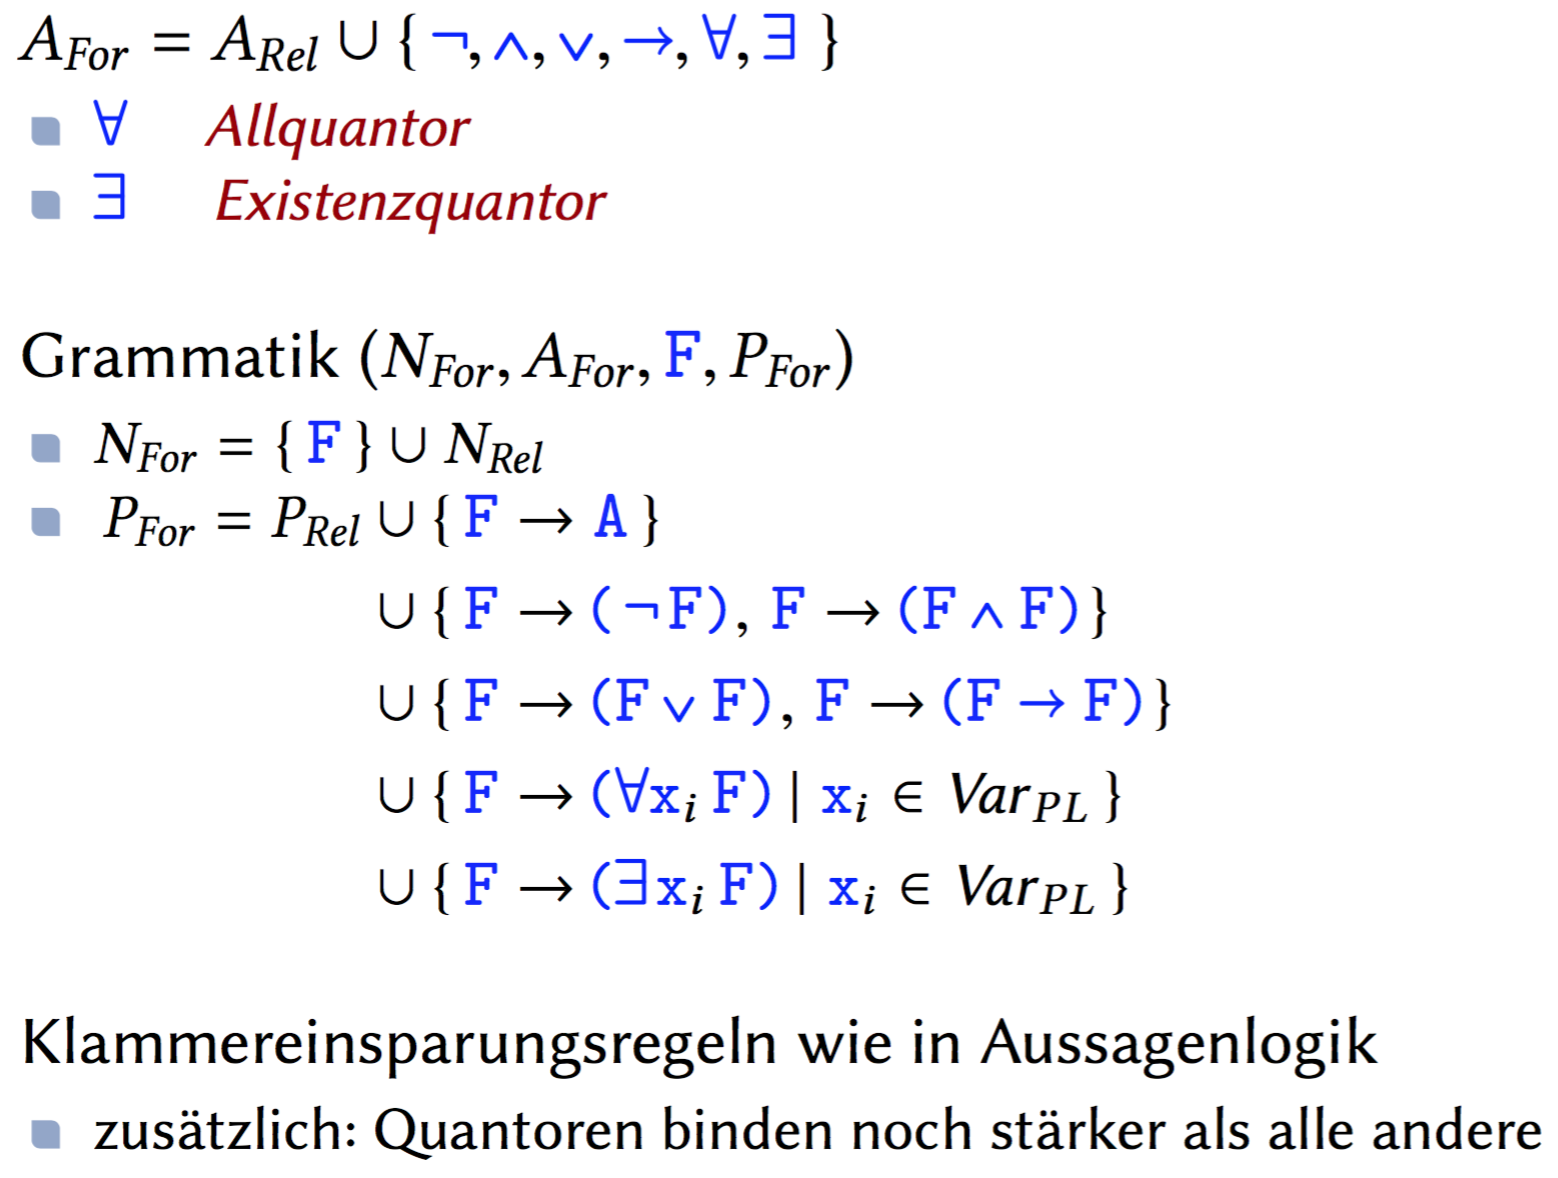 A_For = A_Rel ∪ { ¬, ∧, ∨, →, ∀, ∃ }
∀ Allquantor
∃ Existenzquantor
Grammatik (N_For, A_For, F, P_For)
N_For = { F } ∪ N_Rel
P_For = P_Rel ∪ { F → A }
∪ { F → (¬F), F → (F ∧ F) }
∪ { F → (F ∨ F), F → (F → F) }
∪ { F → (∀x_i F) | x_i ∈ Var_PL }
∪ { F → (∃x_i F) | x_i ∈ Var_PL }
Klammereinsparungsregeln wie in Aussagenlogik
zusätzlich: Quantoren binden noch stärker als alle andere